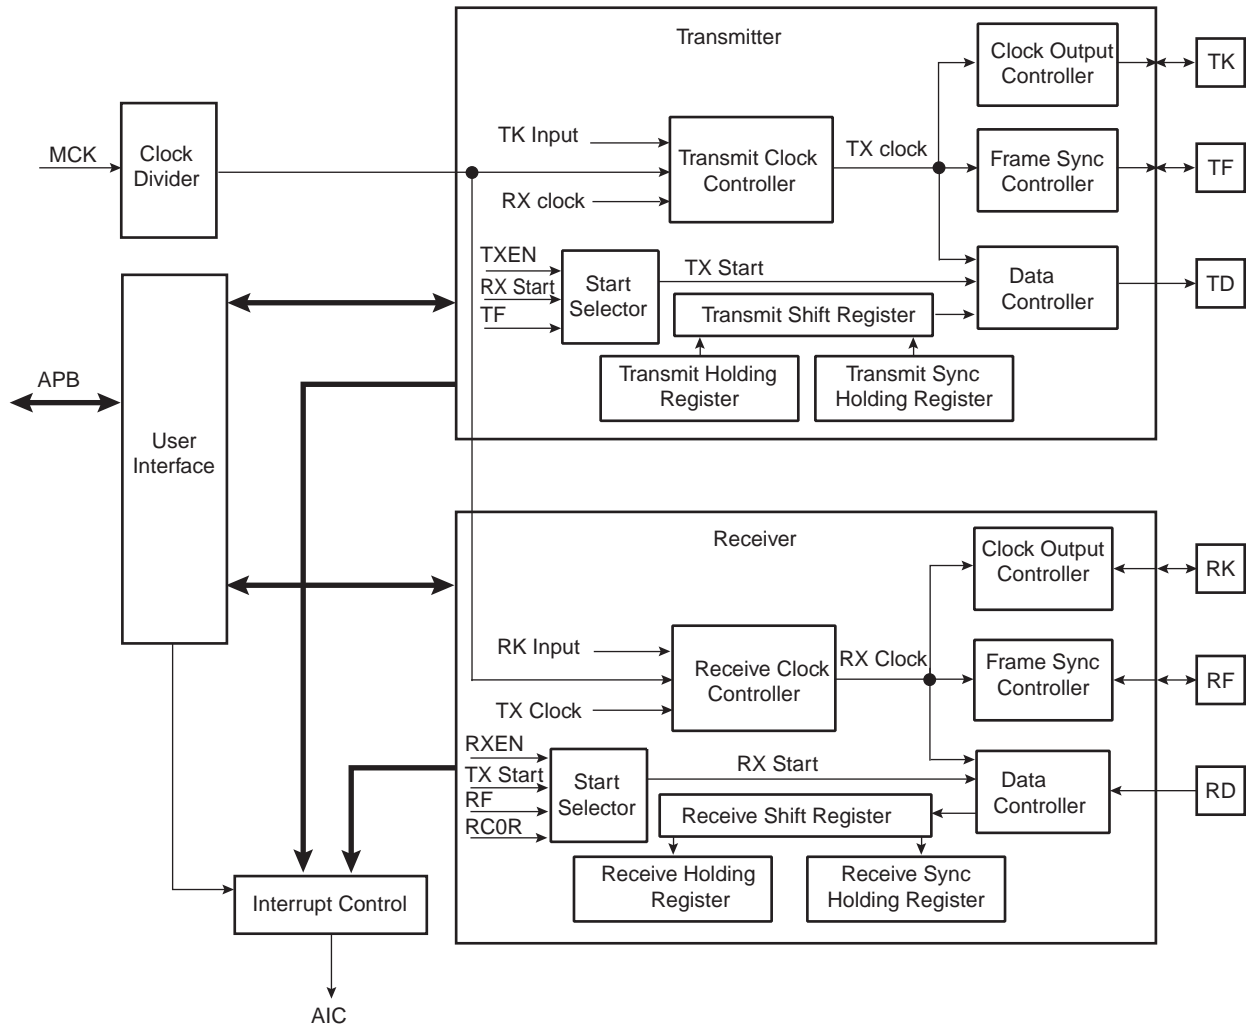 Transmitter
Clock Output
Controller
TK
MCK
Clock
Divider
TK Input
Transmit Clock
Controller
TX clock
Frame Sync
Controller
TF
RX clock
TXEN
RX Start
TF
Start
Selector
TX Start
Data
Controller
TD
Transmit Shift Register
Transmit Holding
Register
Transmit Sync
Holding Register
APB
User
Interface
Receiver
Clock Output
Controller
RK
RK Input
Receive Clock
Controller
RX Clock
Frame Sync
Controller
RF
TX Clock
RXEN
TX Start
RF
RC0R
Start
Selector
RX Start
Data
Controller
RD
Receive Shift Register
Receive Holding
Register
Receive Sync
Holding Register
Interrupt Control
AIC